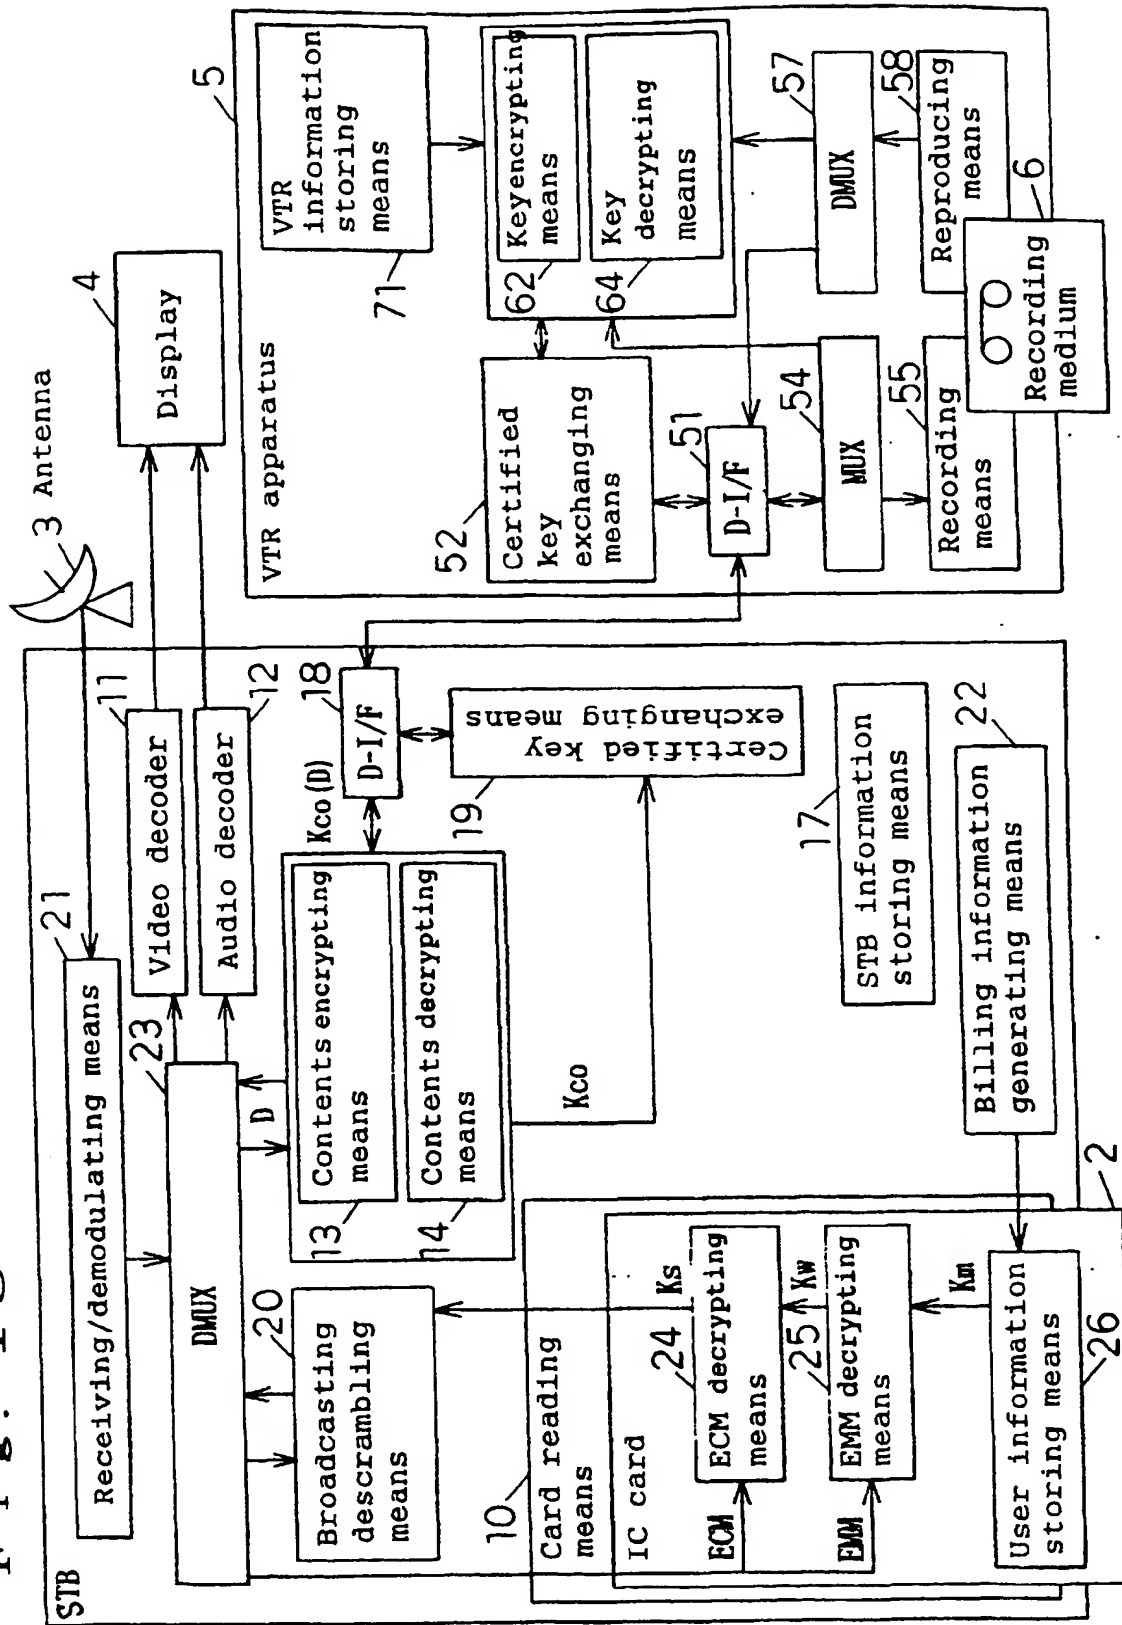 STB
Receiving/demodulating means
21
3 Antenna
4
Display
DMUX
23
Video decoder
11
Audio decoder
12
D
Broadcasting
descrambling
means
20
Contents encrypting
means
13
Contents decrypting
means
14
Kco(D)
D-I/F
18
Certified key
exchanging means
19
Kco
10
Card reading
means
IC card
ECM
ECM decrypting
means
24
Ks
EMM
EMM decrypting
means
25
Kw
Km
User information
storing means
26
2
STB information
storing means
17
Billing information
generating means
22
VTR apparatus
5
VTR
information
storing
means
71
Certified
key
exchanging
means
52
Keyencrypting
means
62
Key
decrypting
means
64
D-I/F
51
MUX
54
DMUX
57
Recording
means
55
Reproducing
means
58
Recording
medium
6